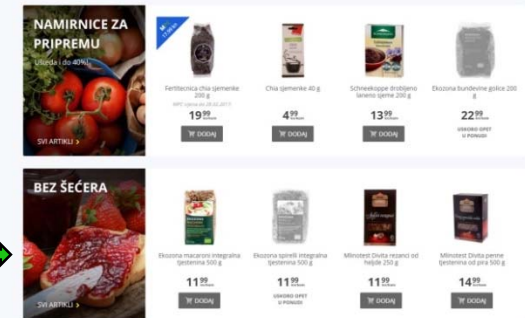 NAMIRNICE ZA
PRIPREMU
Ušteda i do 40%!
SVI ARTIKLI >
Fertitecnica chia sjemenke
200 g
19 99
DODAJ
Chia sjemenke 40 g
4 99
DODAJ
Schneekoppe drobljeno
laneno sjeme 200 g
13 99
DODAJ
Ekozona bundevine golice 200
g
22 99
USKORO OPET
U PONUDI
BEZ ŠEĆERA
SVI ARTIKLI >
Ekozona macaroni integralna
tjestenina 500 g
11 99
DODAJ
Ekozona spirelli integralna
tjestenina 500 g
11 99
USKORO OPET
U PONUDI
Mlinotest Divita rezanci od
heljde 250 g
11 99
DODAJ
Mlinotest Divita perine
tjestenina od pira 500 g
14 99
DODAJ